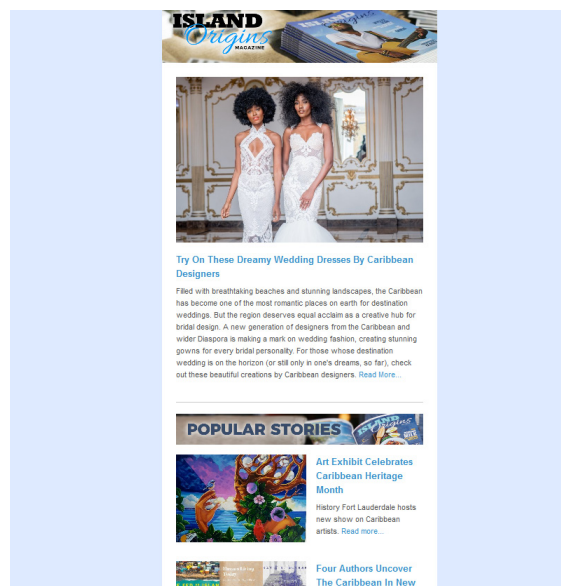 ISLAND
Origins
MAGAZINE
Try On These Dreamy Wedding Dresses By Caribbean
Designers
Filled with breathtaking beaches and stunning landscapes, the Caribbean
has become one of the most romantic places on earth for destination
weddings. But the region deserves equal acclaim as a creative hub for
bridal design. A new generation of designers from the Caribbean and
wider Diaspora is making a mark on wedding fashion, creating stunning
gowns for every bridal personality. For those whose destination
wedding is on the horizon (or still only in one's dreams, so far), check
out these beautiful creations by Caribbean designers. Read More...
POPULAR STORIES
ISLAND
Origins
Art Exhibit Celebrates
Caribbean Heritage
Month
History Fort Lauderdale hosts
new show on Caribbean
artists. Read more...
Four Authors Uncover
The Caribbean In New